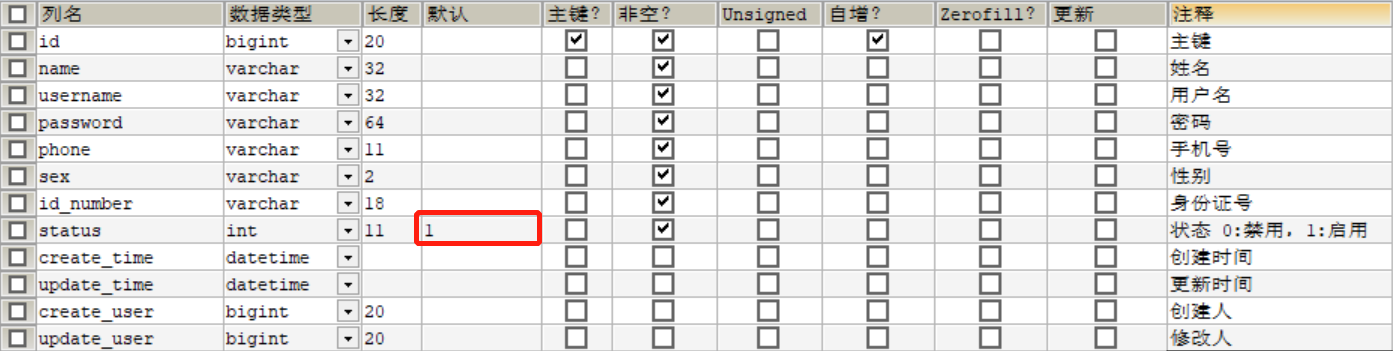 列名 数据类型 长度 默认 主键? 非空? Unsigned 自增? Zerofill? 更新 注释
id bigint 20 主键
name varchar 32 姓名
username varchar 32 用户名
password varchar 64 密码
phone varchar 11 手机号
sex varchar 2 性别
id_number varchar 18 身份证号
status int 11 1 状态 0:禁用，1:启用
create_time datetime 创建时间
update_time datetime 更新时间
create_user bigint 20 创建人
update_user bigint 20 修改人